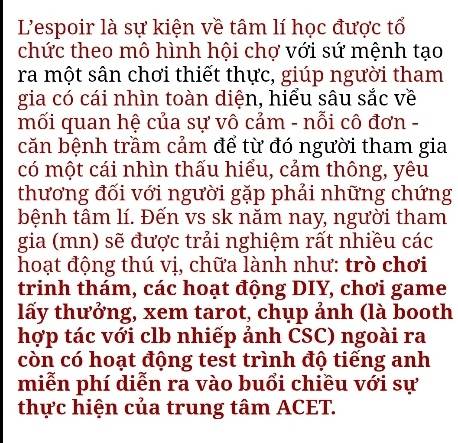 L’espoir là sự kiện về tâm lí học được tổ
chức theo mô hình hội chợ với sứ mệnh tạo
ra một sân chơi thiết thực, giúp người tham
gia có cái nhìn toàn diện, hiểu sâu sắc về
mối quan hệ của sự vô cảm - nỗi cô đơn -
căn bệnh trầm cảm để từ đó người tham gia
có một cái nhìn thấu hiểu, cảm thông, yêu
thương đối với người gặp phải những chứng
bệnh tâm lí. Đến vs sk năm nay, người tham
gia (mn) sẽ được trải nghiệm rất nhiều các
hoạt động thú vị, chữa lành như: trò chơi
trinh thám, các hoạt động DIY, chơi game
lấy thưởng, xem tarot, chụp ảnh (là booth
hợp tác với clb nhiếp ảnh CSC) ngoài ra
còn có hoạt động test trình độ tiếng anh
miễn phí diễn ra vào buổi chiều với sự
thực hiện của trung tâm ACET.